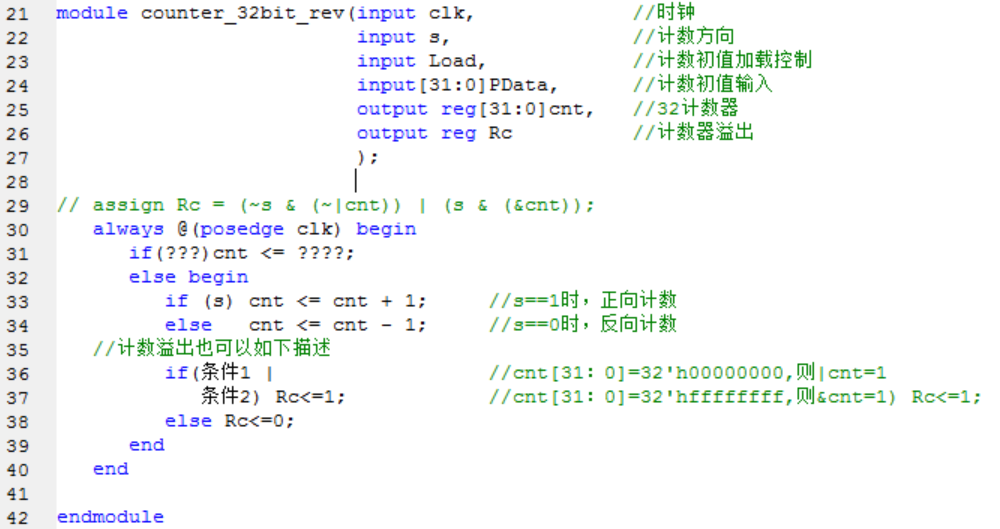 21 module counter_32bit_rev(input clk, //时钟
22 input s, //计数方向
23 input Load, //计数初值加载控制
24 input[31:0]PData, //计数初值输入
25 output reg[31:0]cnt, //32计数器
26 output reg Rc //计数器溢出
27 );
28
29 // assign Rc = (~s & (~|cnt)) | (s & (&cnt));
30 always @(posedge clk) begin
31 if(???)cnt <= ????;
32 else begin
33 if (s) cnt <= cnt + 1; //s==1时，正向计数
34 else cnt <= cnt - 1; //s==0时，反向计数
35 //计数溢出也可以如下描述
36 if(条件1 | //cnt[31：0]=32'h00000000,则|cnt=1
37 条件2) Rc<=1; //cnt[31：0]=32'hffffffff,则&cnt=1) Rc<=1;
38 else Rc<=0;
39 end
40 end
41
42 endmodule